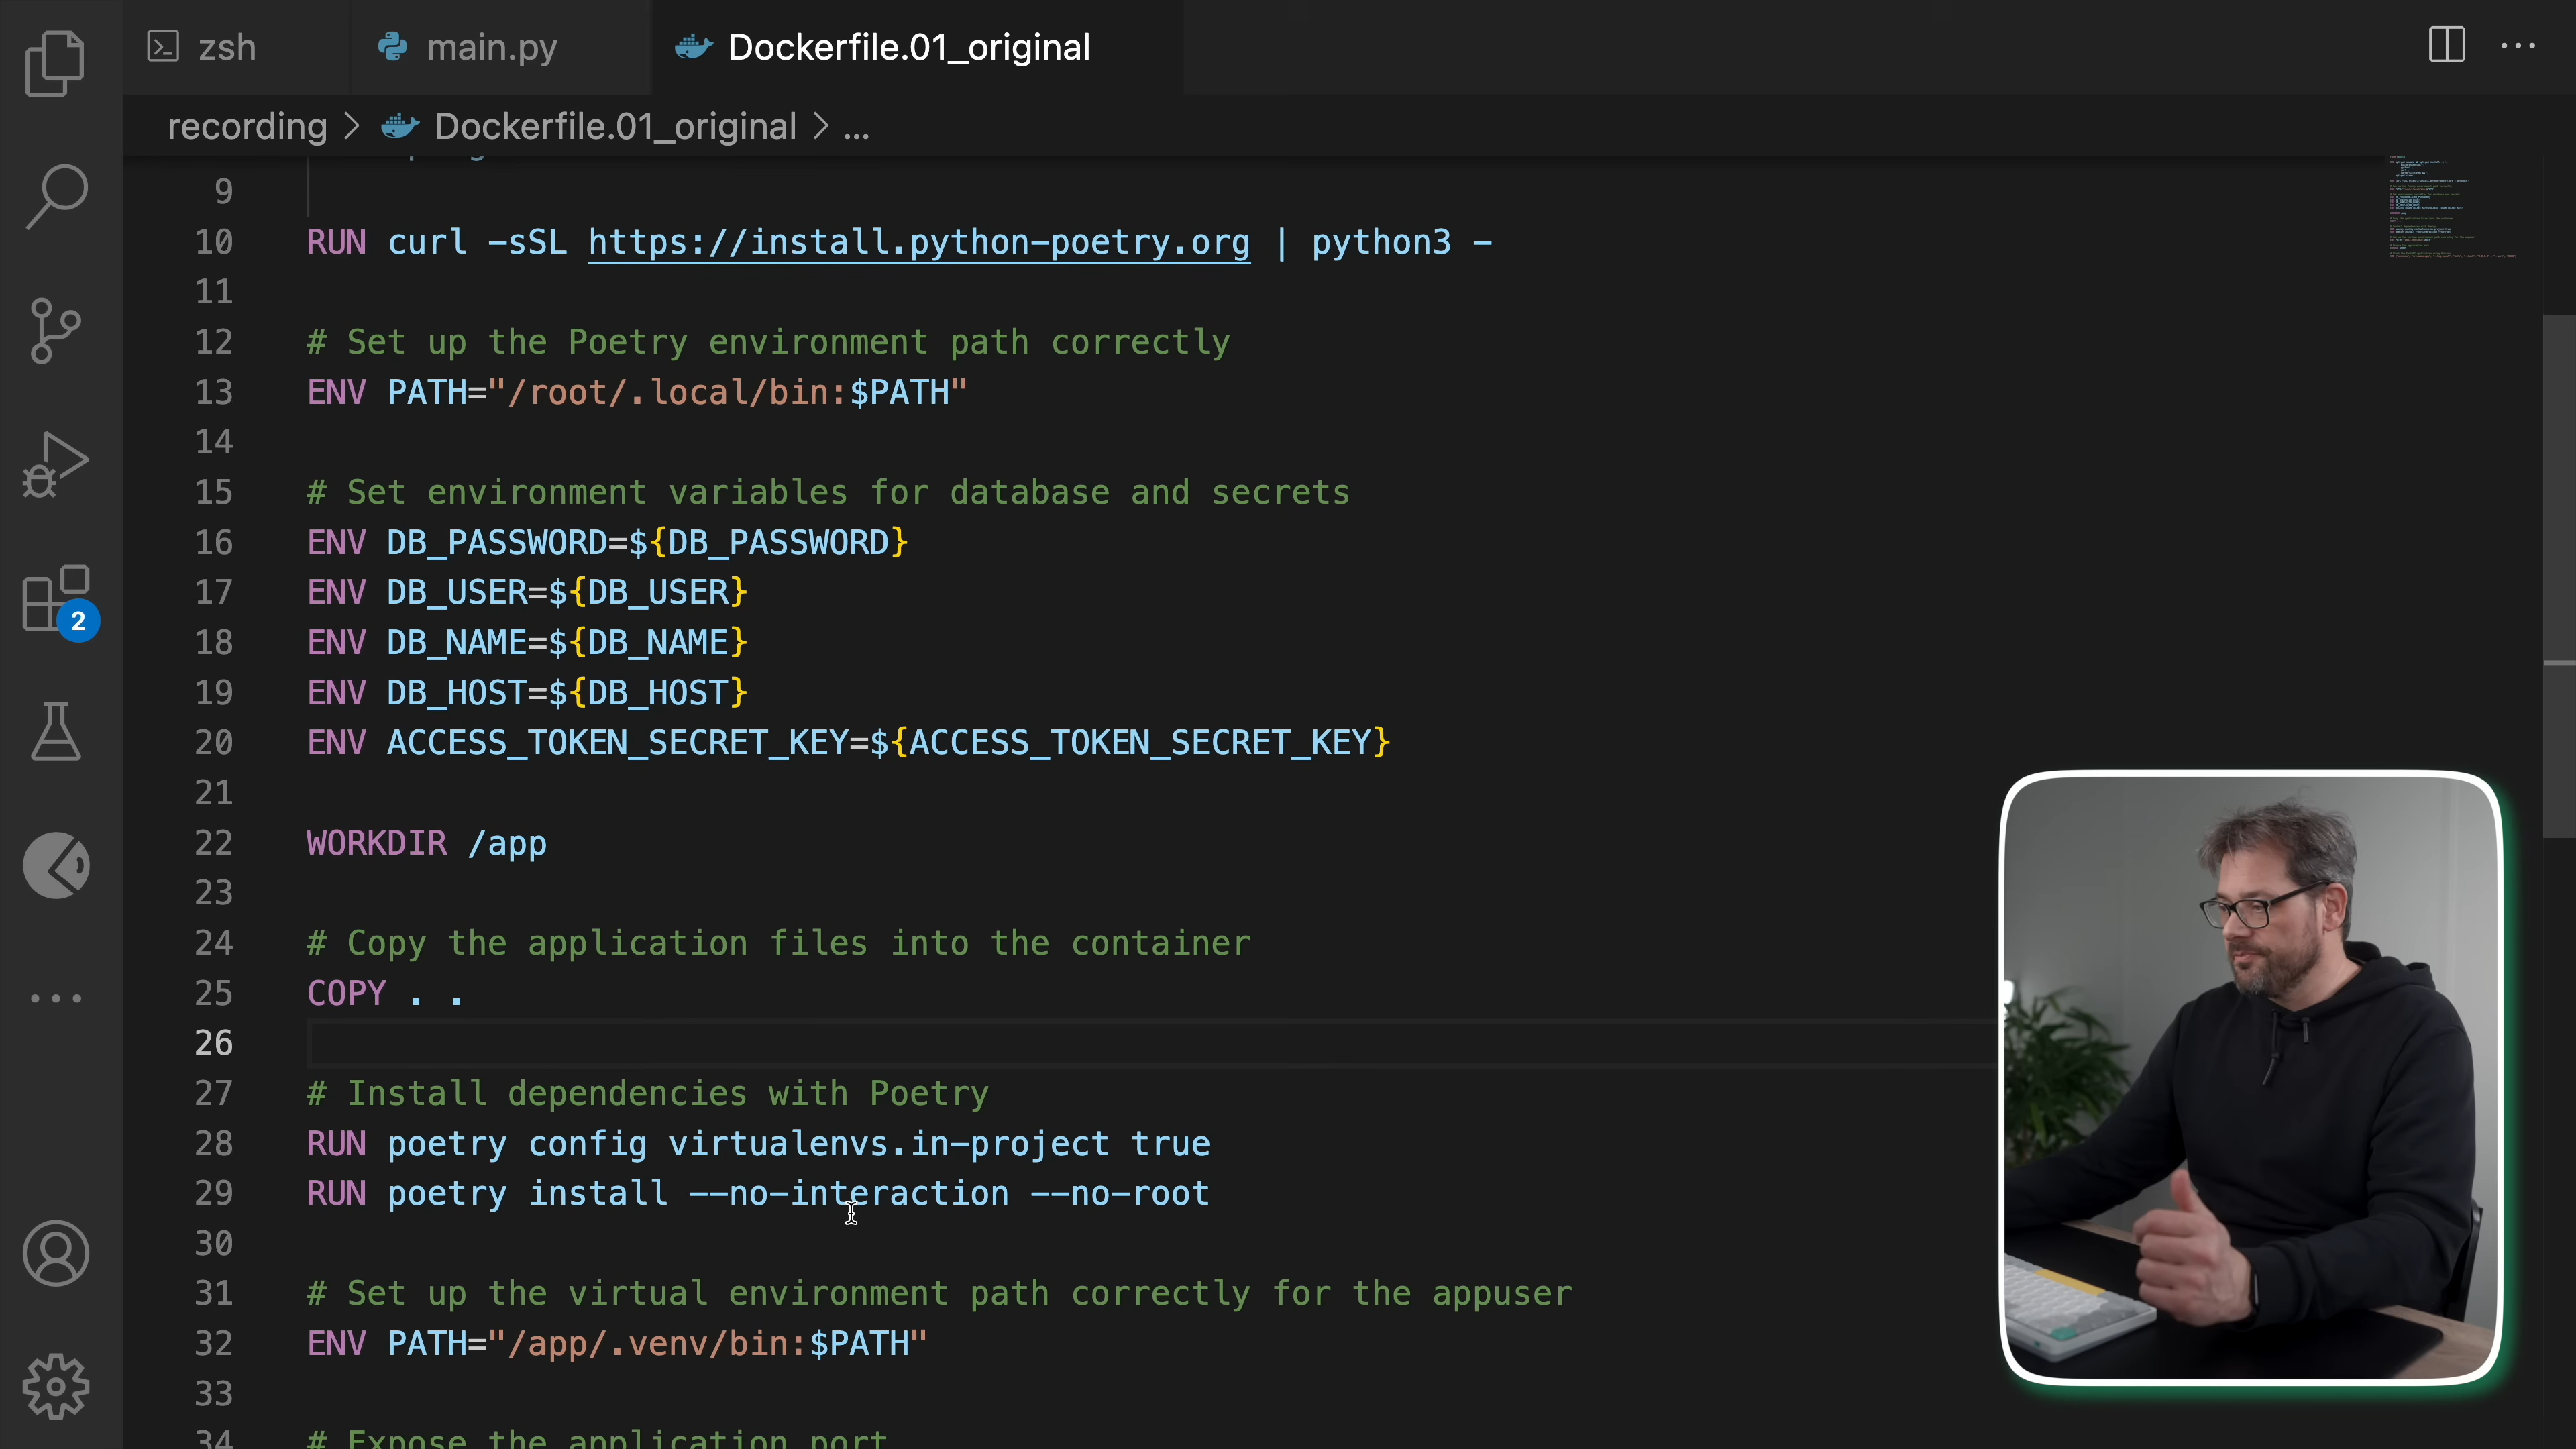 zsh
main.py
Dockerfile.01_original
recording > Dockerfile.01_original > ...
9
10 RUN curl -sSL https://install.python-poetry.org | python3 -
11
12 # Set up the Poetry environment path correctly
13 ENV PATH="/root/.local/bin:$PATH"
14
15 # Set environment variables for database and secrets
16 ENV DB_PASSWORD=${DB_PASSWORD}
17 ENV DB_USER=${DB_USER}
18 ENV DB_NAME=${DB_NAME}
19 ENV DB_HOST=${DB_HOST}
20 ENV ACCESS_TOKEN_SECRET_KEY=${ACCESS_TOKEN_SECRET_KEY}
21
22 WORKDIR /app
23
24 # Copy the application files into the container
25 COPY . .
26
27 # Install dependencies with Poetry
28 RUN poetry config virtualenvs.in-project true
29 RUN poetry install --no-interaction --no-root
30
31 # Set up the virtual environment path correctly for the appuser
32 ENV PATH="/app/.venv/bin:$PATH"
33
34 # Expose the application port
2